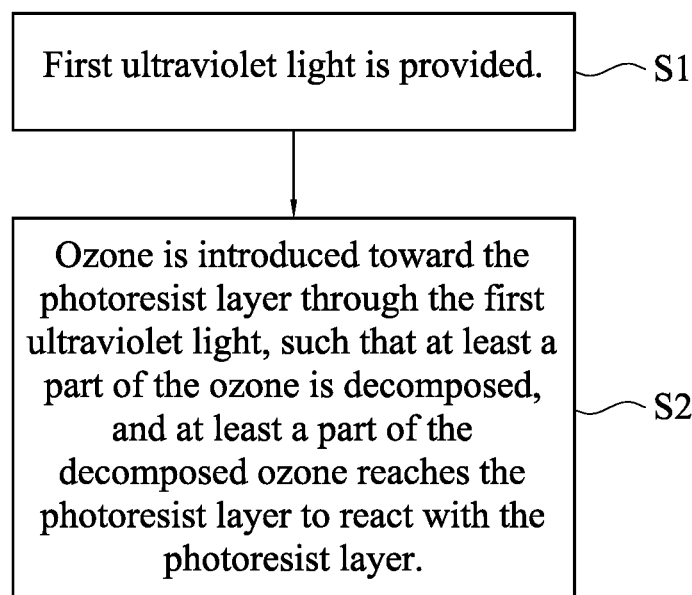 First ultraviolet light is provided.
S1
Ozone is introduced toward the
photoresist layer through the first
ultraviolet light, such that at least a
part of the ozone is decomposed,
and at least a part of the
decomposed ozone reaches the
photoresist layer to react with the
photoresist layer.
S2